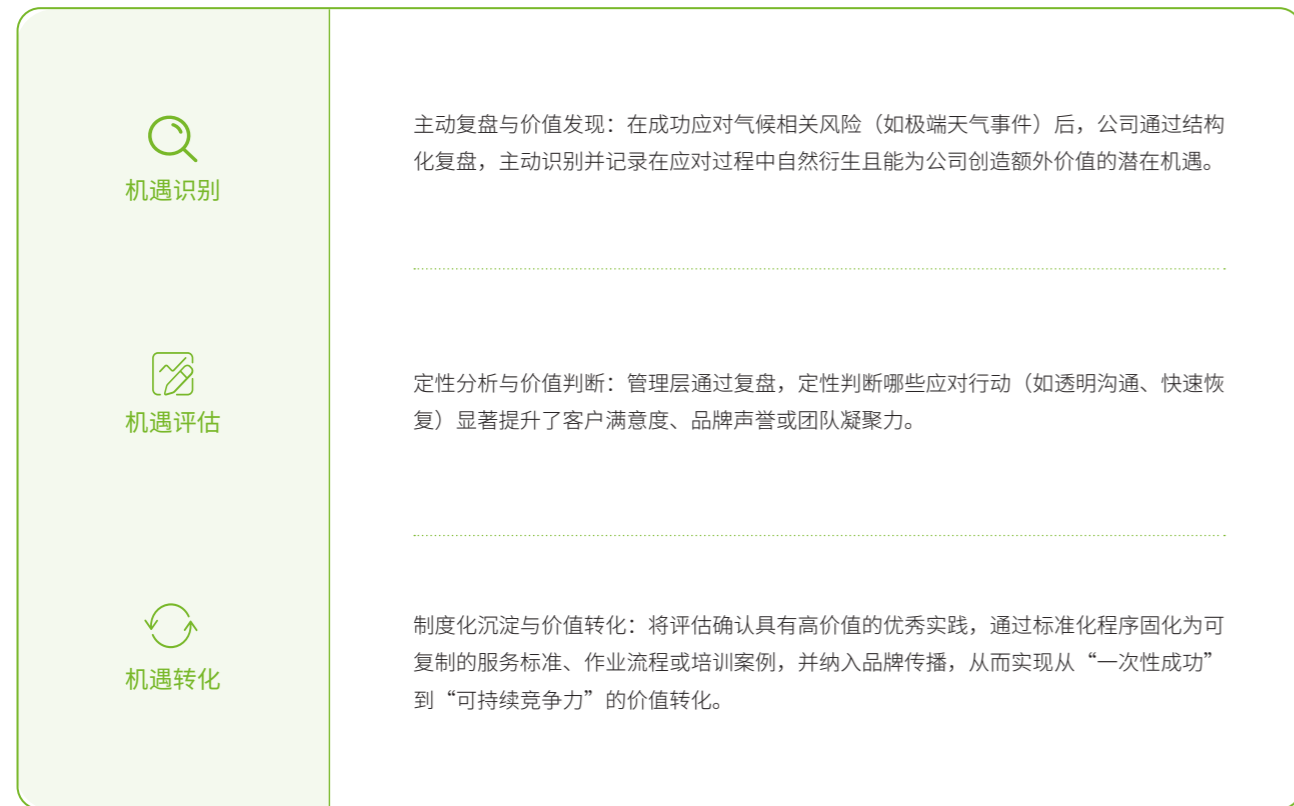 机遇识别
主动复盘与价值发现：在成功应对气候相关风险（如极端天气事件）后，公司通过结构
化复盘，主动识别并记录在应对过程中自然衍生且能为公司创造额外价值的潜在机遇。
机遇评估
定性分析与价值判断：管理层通过复盘，定性判断哪些应对行动（如透明沟通、快速恢
复）显著提升了客户满意度、品牌声誉或团队凝聚力。
机遇转化
制度化沉淀与价值转化：将评估确认具有高价值的优秀实践，通过标准化程序固化为可
复制的服务标准、作业流程或培训案例，并纳入品牌传播，从而实现从“一次性成功”
到“可持续竞争力”的价值转化。